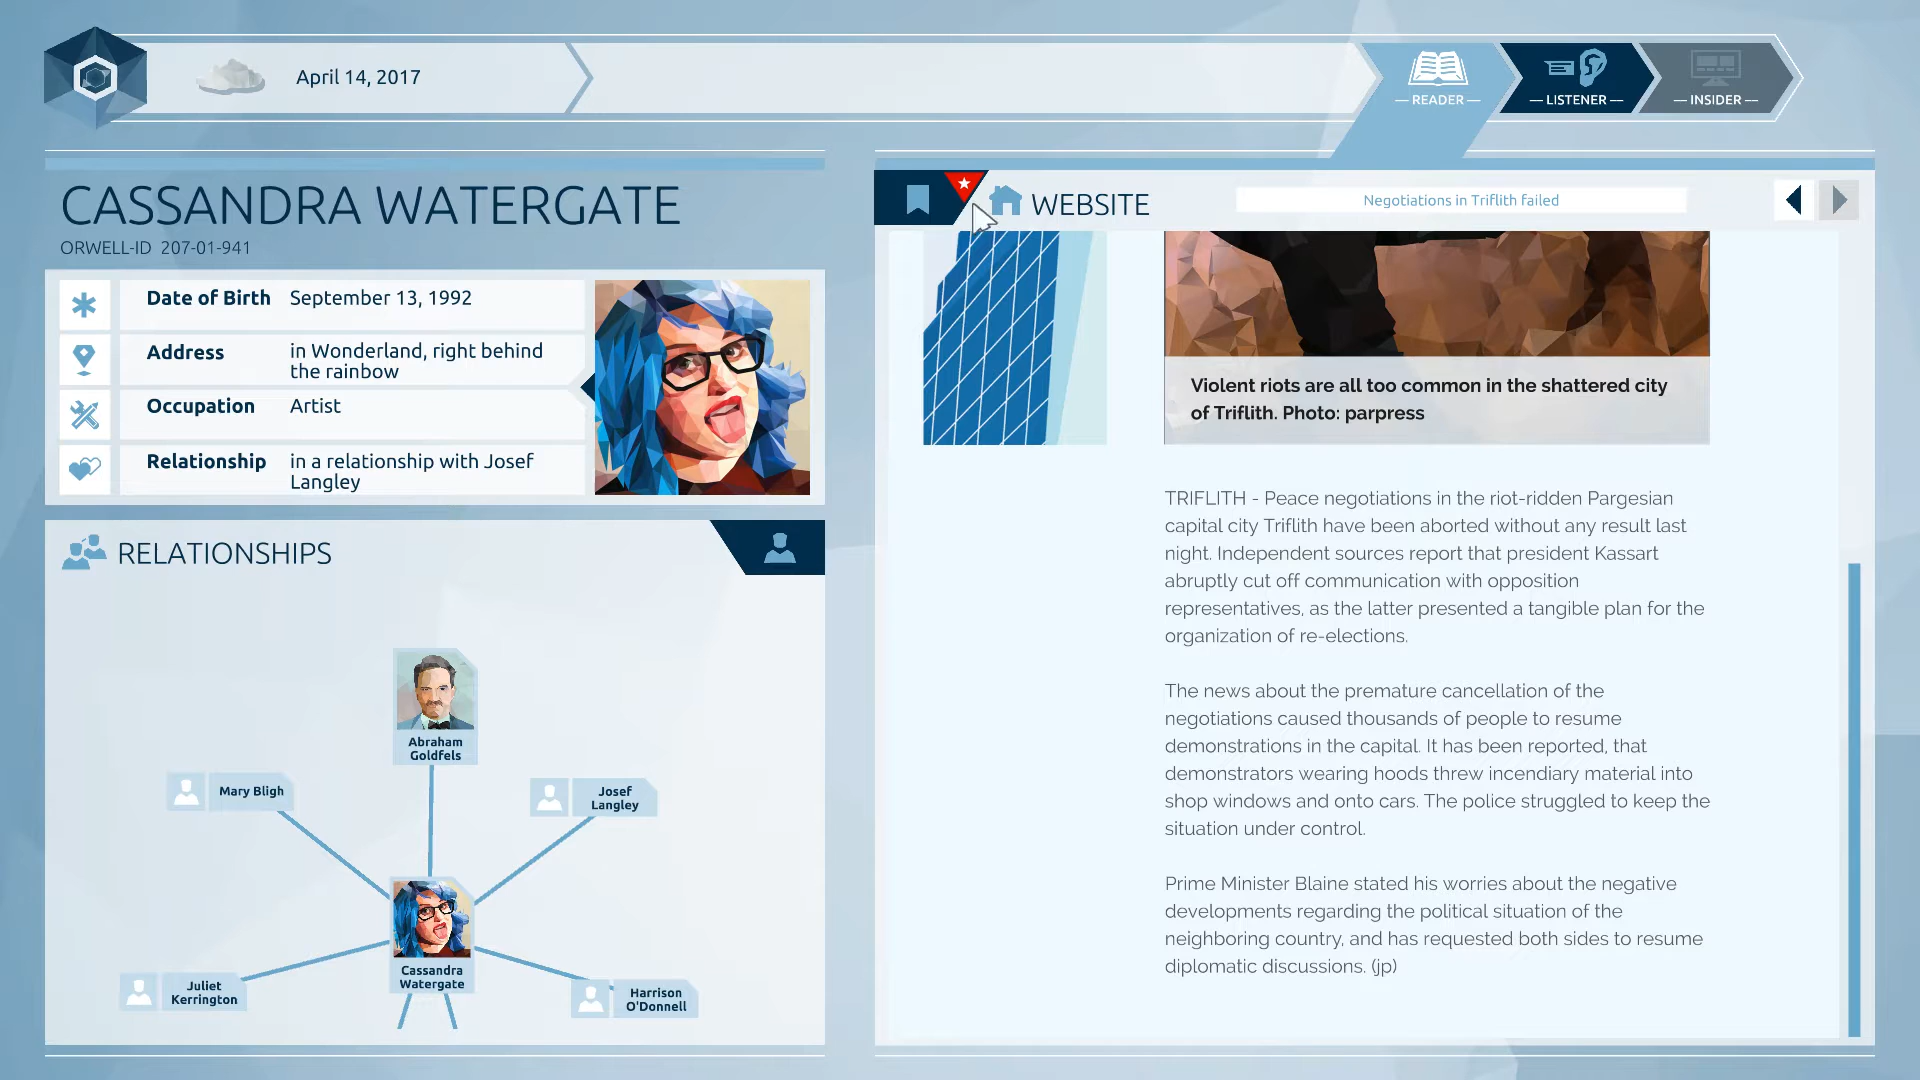 April 14, 2017
READER
LISTENER
INSIDER
CASSANDRA WATERGATE
ORWELL-ID 207-01-941
Date of Birth September 13, 1992
Address in Wonderland, right behind
the rainbow
Occupation Artist
Relationship in a relationship with Josef
Langley
RELATIONSHIPS
Abraham
Goldfels
Mary Bligh
Josef
Langley
Cassandra
Watergate
Juliet
Kerrington
Harrison
O'Donnell
WEBSITE
Negotiations in Triflith failed
Violent riots are all too common in the shattered city
of Triflith. Photo: parpress
TRIFLITH - Peace negotiations in the riot-ridden Pargesian
capital city Triflith have been aborted without any result last
night. Independent sources report that president Kassart
abruptly cut off communication with opposition
representatives, as the latter presented a tangible plan for the
organization of re-elections.
The news about the premature cancellation of the
negotiations caused thousands of people to resume
demonstrations in the capital. It has been reported, that
demonstrators wearing hoods threw incendiary material into
shop windows and onto cars. The police struggled to keep the
situation under control.
Prime Minister Blaine stated his worries about the negative
developments regarding the political situation of the
neighboring country, and has requested both sides to resume
diplomatic discussions. (jp)